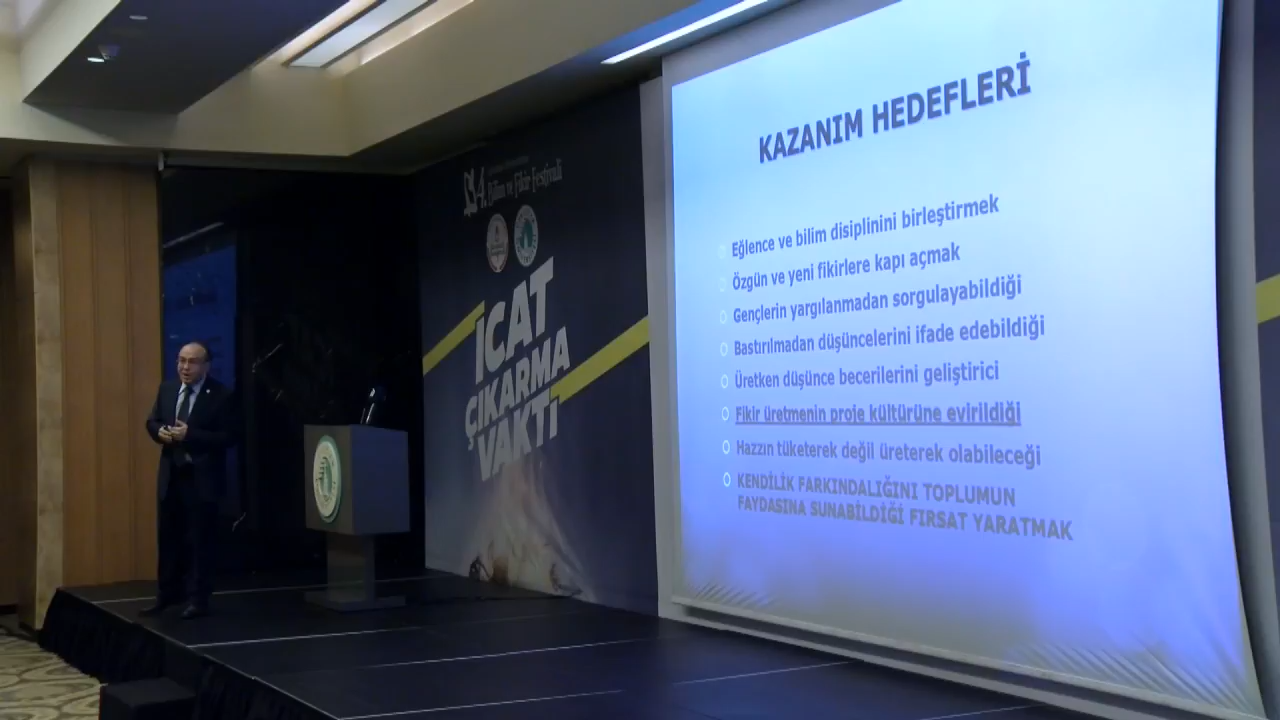 KAZANIM HEDEFLERİ
Eğlence ve bilim disiplinini birleştirmek
Özgün ve yeni fikirlere kapı açmak
Gençlerin yargılanmadan sorgulayabildiği
Bastırılmadan düşüncelerini ifade edebildiği
Üretken düşünce becerilerini geliştirici
Fikir üretmenin proje kültürüne evirildiği
Hazzın tüketerek değil üreterek olabileceği
KENDİLİK FARKINDALIĞINI TOPLUMUN
FAYDASINA SUNABİLDİĞİ FIRSAT YARATMAK
4. Bilim ve Fikir Festivali
İCAT
ÇIKARMA
VAKTİ